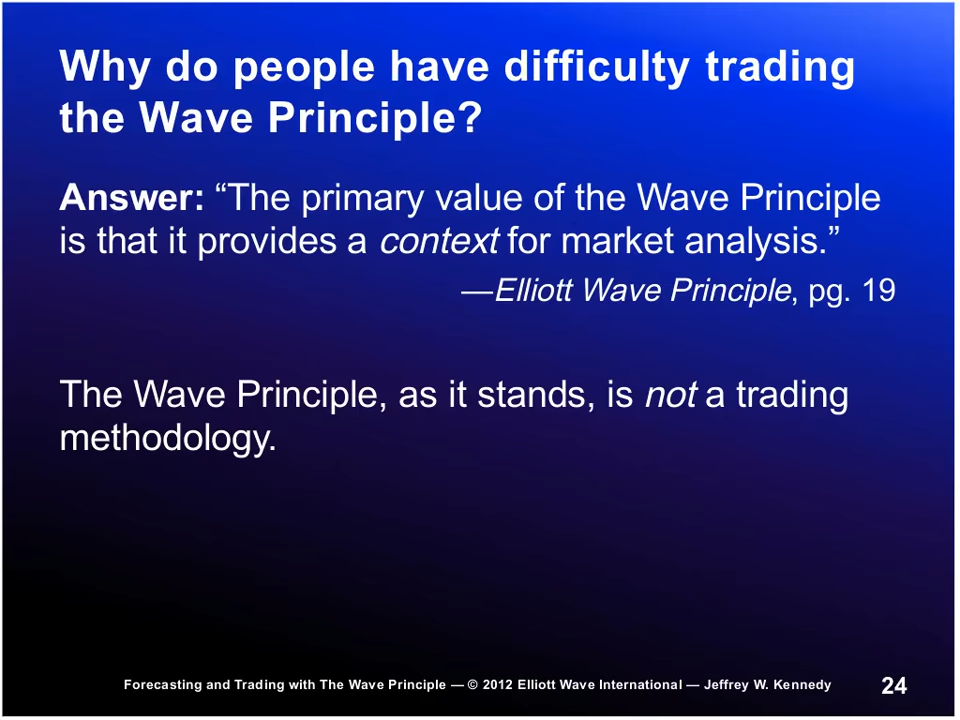 Why do people have difficulty trading
the Wave Principle?
Answer: “The primary value of the Wave Principle
is that it provides a context for market analysis.”
—Elliott Wave Principle, pg. 19
The Wave Principle, as it stands, is not a trading
methodology.
Forecasting and Trading with The Wave Principle — © 2012 Elliott Wave International — Jeffrey W. Kennedy 24